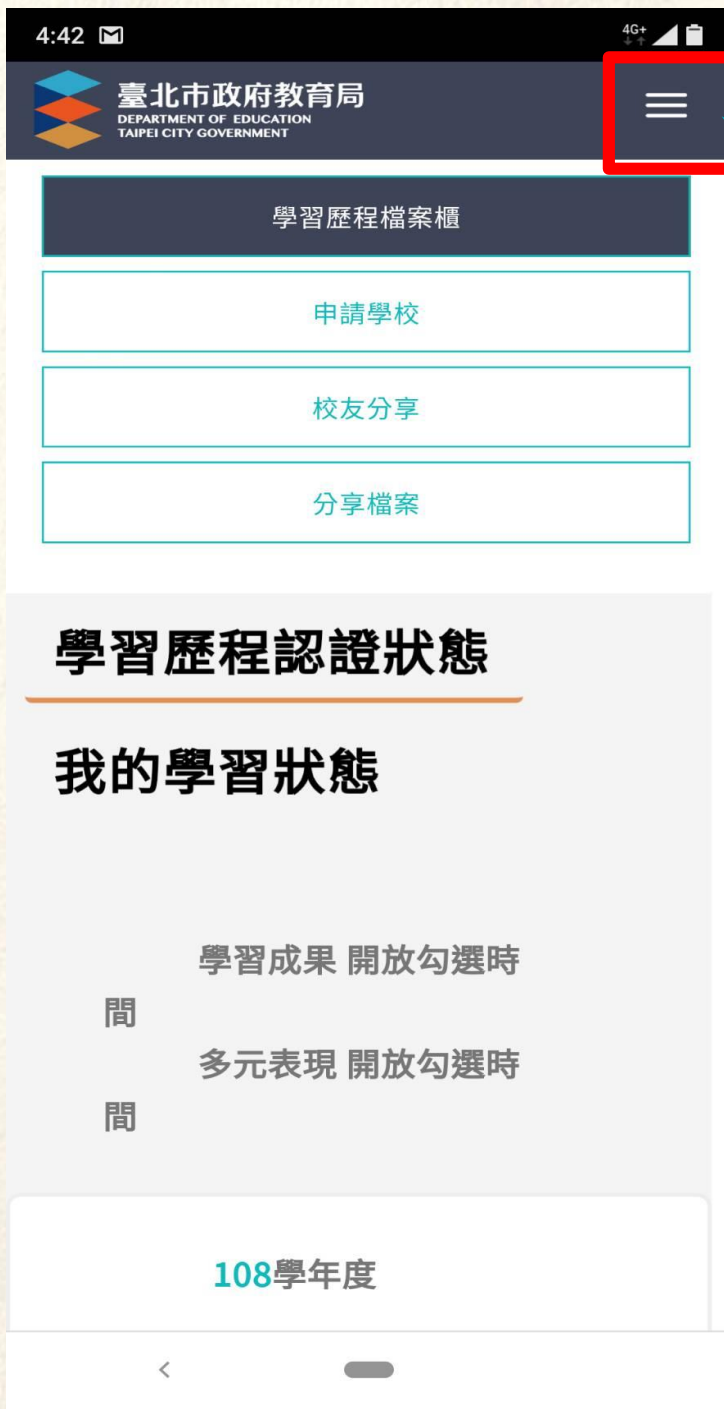 4:42
4G+
臺北市政府教育局
DEPARTMENT OF EDUCATION
TAIPEI CITY GOVERNMENT
學習歷程檔案櫃
申請學校
校友分享
分享檔案
學習歷程認證狀態
我的學習狀態
學習成果 開放勾選時
間
多元表現 開放勾選時
間
108學年度